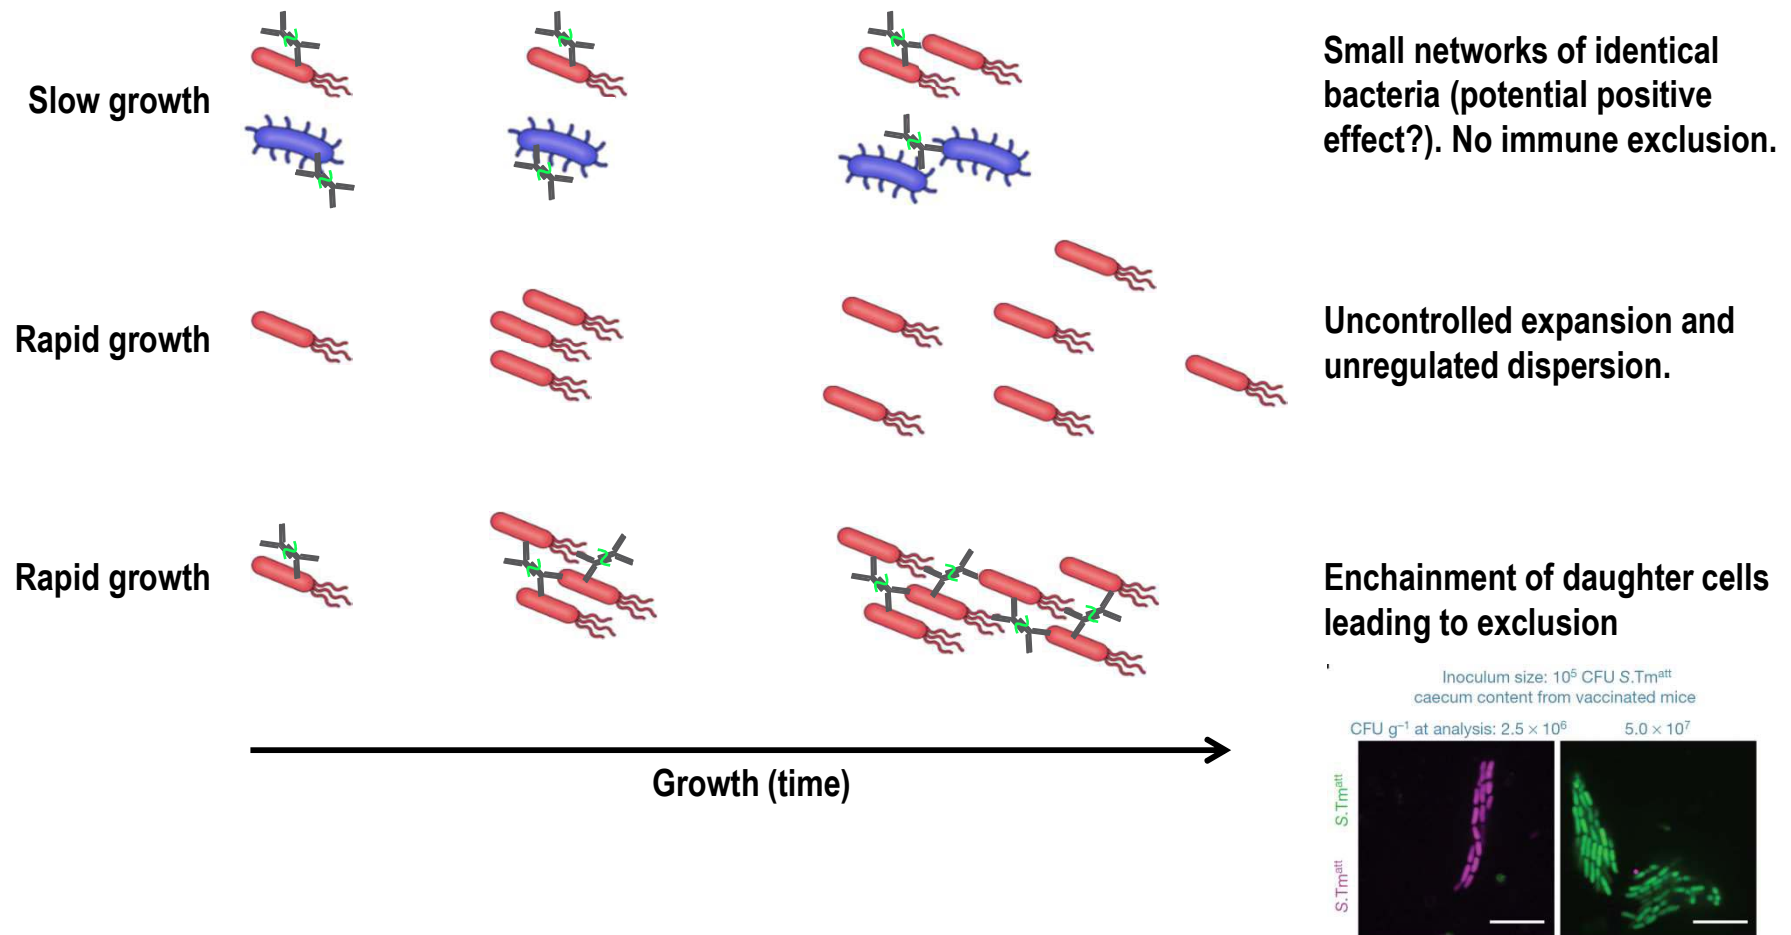 Slow growth
Small networks of identical
bacteria (potential positive
effect?). No immune exclusion.
Rapid growth
Uncontrolled expansion and
unregulated dispersion.
Rapid growth
Enchainment of daughter cells
leading to exclusion
Inoculum size: 10⁵ CFU S.Tmᵃᵗᵗ
caecum content from vaccinated mice
CFU g⁻¹ at analysis: 2.5 × 10⁶
5.0 × 10⁷
S.Tmᵃᵗᵗ
S.Tmᵃᵗᵗ
Growth (time)